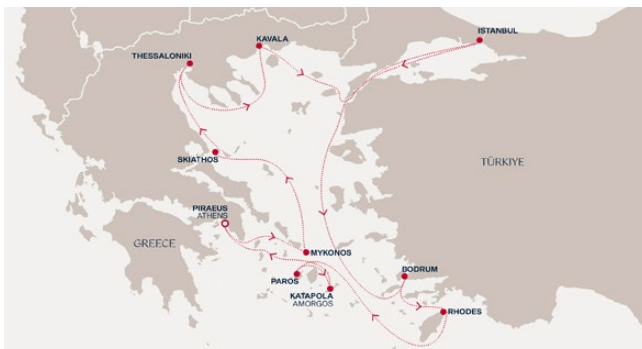 ISTANBUL
KAVALA
THESSALONIKI
SKIATHOS
TÜRKIYE
PIRAEUS
ATHENS
GREECE
MYKONOS
BODRUM
PAROS
KATAPOLA
AMORGOS
RHODES